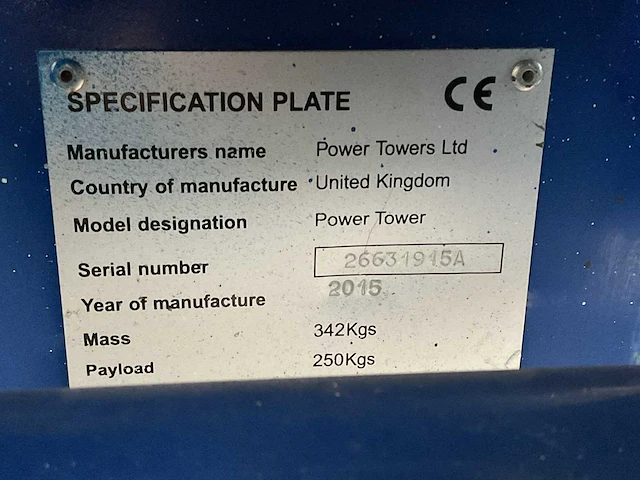 SPECIFICATION PLATE CE
Manufacturers name Power Towers Ltd
Country of manufacture United Kingdom
Model designation Power Tower
Serial number 26631915A
Year of manufacture 2015
Mass 342Kgs
Payload 250Kgs